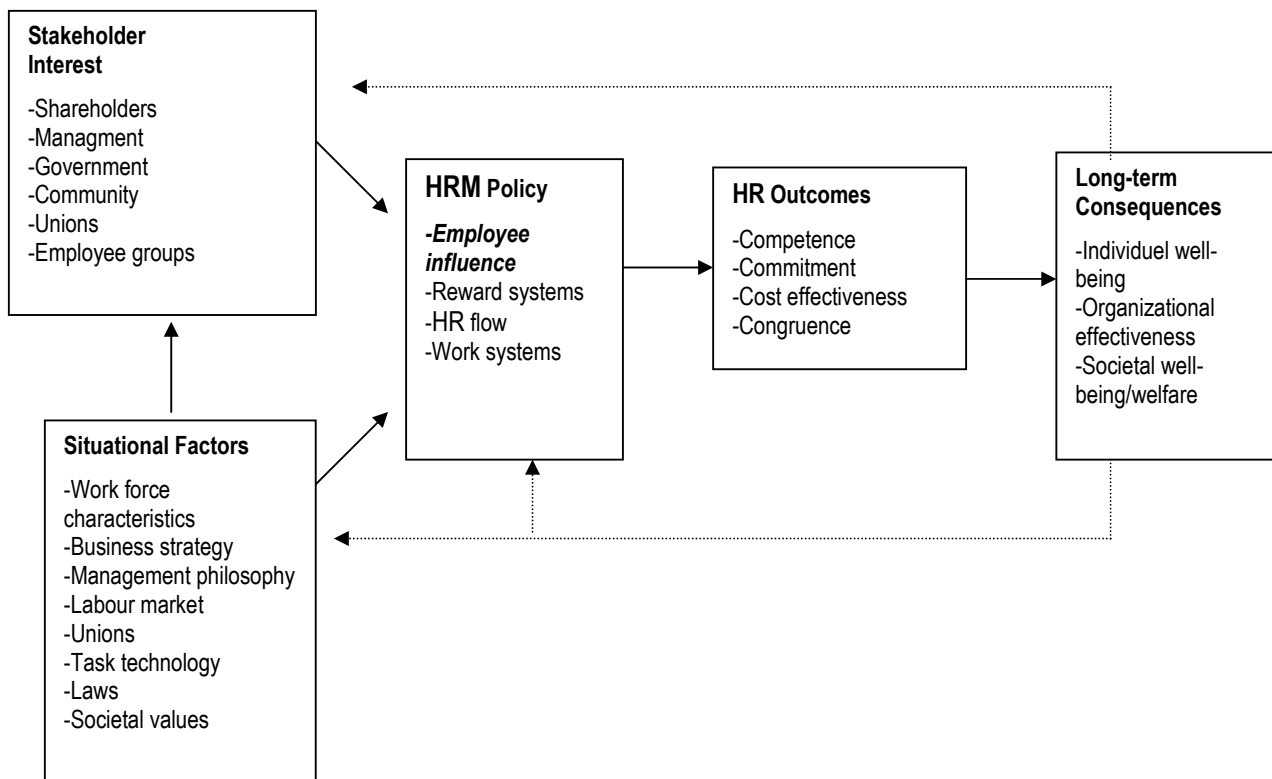 Stakeholder
Interest
-Shareholders
-Managment
-Government
-Community
-Unions
-Employee groups
HRM Policy
-Employee
influence
-Reward systems
-HR flow
-Work systems
HR Outcomes
-Competence
-Commitment
-Cost effectiveness
-Congruence
Long-term
Consequences
-Individuel well-
being
-Organizational
effectiveness
-Societal well-
being/welfare
Situational Factors
-Work force
characteristics
-Business strategy
-Management philosophy
-Labour market
-Unions
-Task technology
-Laws
-Societal values